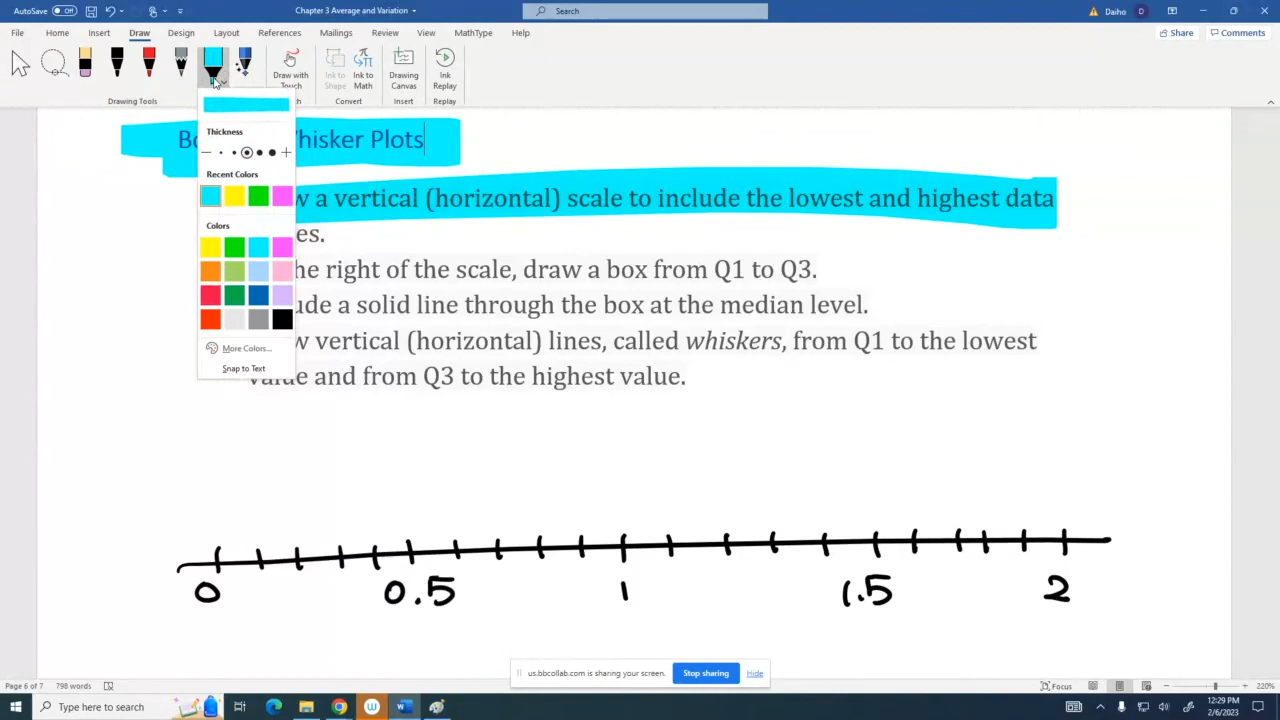 AutoSave Off Chapter 3 Average and Plots Search Daiho D
File Home Insert Draw Design Layout References Mailings Review View MathType Help Share Comments
Draw with Touch Ink to Shape Ink to Math Drawing Canvas Ink Replay
Drawing Tools Convert Insert Replay
Thickness
Recent Colors
Colors
More Colors...
Snap to Text
Whisker Plots
a vertical (horizontal) scale to include the lowest and highest data
right of the scale, draw a box from Q1 to Q3.
a solid line through the box at the median level.
vertical (horizontal) lines, called whiskers, from Q1 to the lowest
value and from Q3 to the highest value.
0 0.5 1 1.5 2
us.bbcollab.com is sharing your screen. Stop sharing Hide
Page 6 of 7 798 words Focus 220%
Type here to search 12:29 PM
2/6/2023